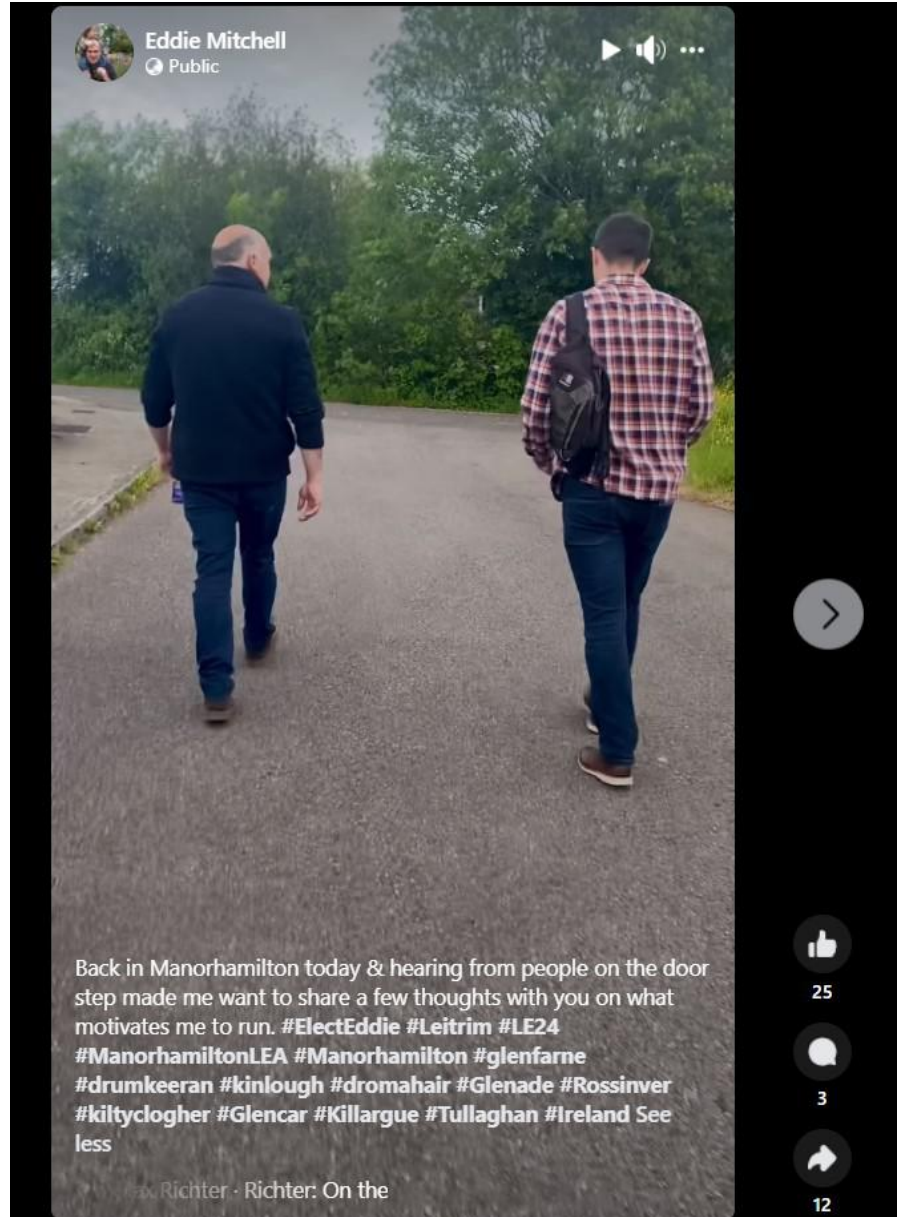 Eddie Mitchell
Public
Back in Manorhamilton today & hearing from people on the door
step made me want to share a few thoughts with you on what
motivates me to run. #ElectEddie #Leitrim #LE24
#ManorhamiltonLEA #Manorhamilton #glenfarne
#drumkeeran #kinlough #dromahair #Glenade #Rossinver
#kiltyclogher #Glencar #Killargue #Tullaghan #Ireland See
less
Richter · Richter: On the
25
3
12